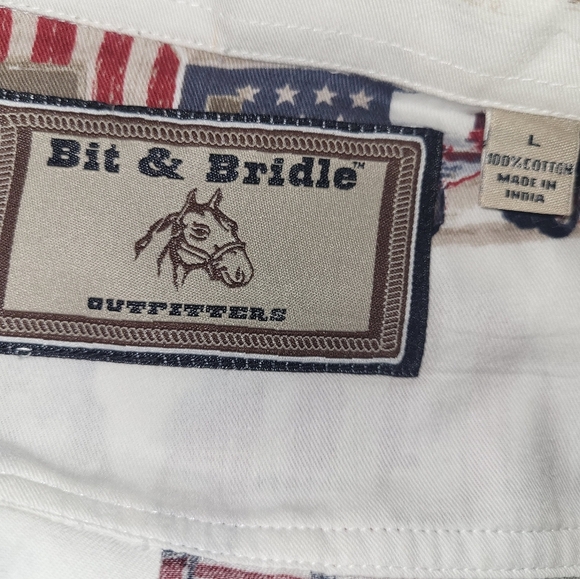 Bit & Bridle™
OUTFITTERS
L
100% COTTON
MADE IN
INDIA